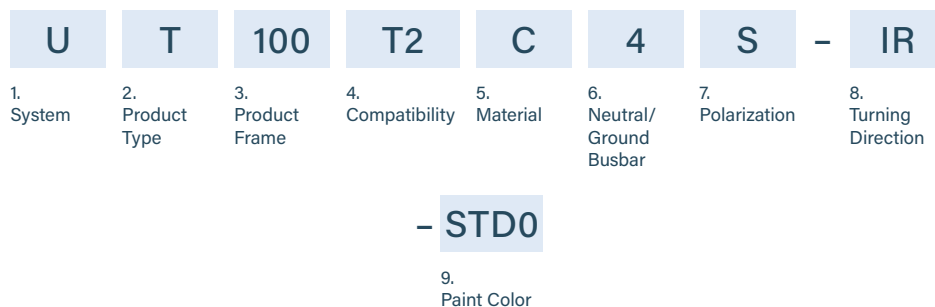 U T 100 T2 C 4 S – IR
1. 2. 3. 4. 5. 6. 7. 8.
System Product Product Compatibility Material Neutral/ Polarization Turning
Type Frame Ground Direction
Busbar
– STD0
9.
Paint Color